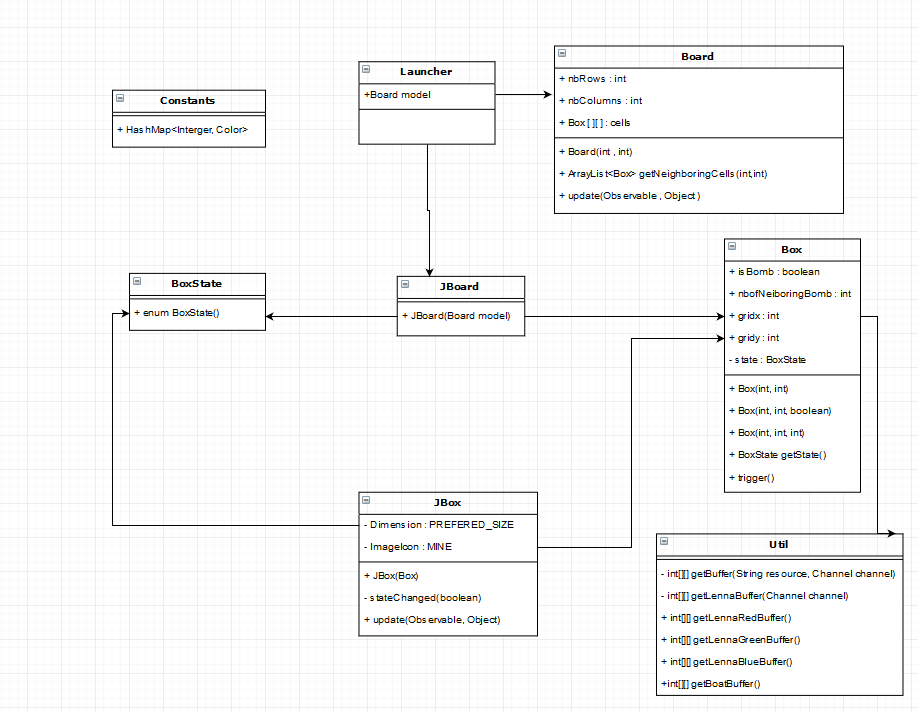 Launcher
+Board model
Board
+ nbRows : int
+ nbColumns : int
+ Box [ ][ ] : cells
+ Board(int , int)
+ ArrayList<Box> getNeighboringCells(int,int)
+ update(Observable , Object )
Constants
+ HashMap<Interger, Color>
BoxState
+ enum BoxState()
JBoard
+ JBoard(Board model)
Box
+ isBomb : boolean
+ nbofNeiboringBomb : int
+ gridx : int
+ gridy : int
- state : BoxState
+ Box(int, int)
+ Box(int, int, boolean)
+ Box(int, int, int)
+ BoxState getState()
+ trigger()
JBox
- Dimension : PREFERED_SIZE
- ImageIcon : MINE
+ JBox(Box)
- stateChanged(boolean)
+ update(Observable, Object)
Util
- int[][] getBuffer(String resource, Channel channel)
- int[][] getLennaBuffer(Channel channel)
+ int[][] getLennaRedBuffer()
+ int[][] getLennaGreenBuffer()
+ int[][] getLennaBlueBuffer()
+int[][] getBoatBuffer()